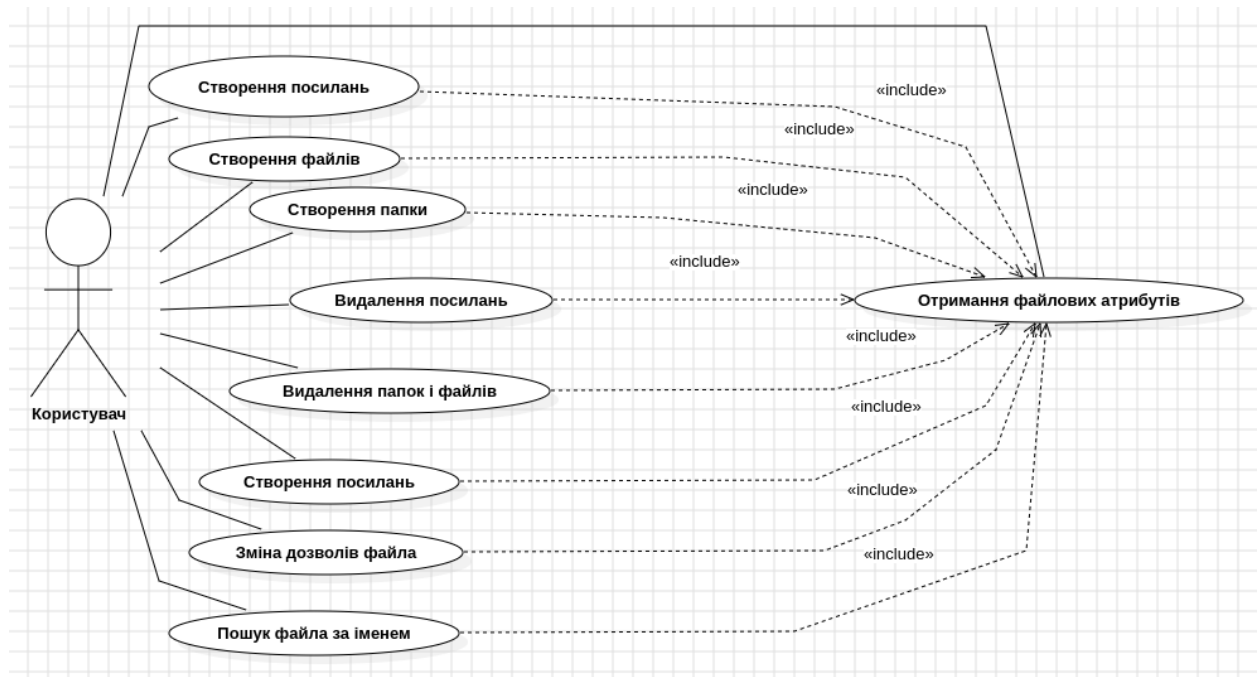 Створення посилань
«include»
«include»
Створення файлів
«include»
Створення папки
«include»
Видалення посилань
Отримання файлових атрибутів
«include»
Видалення папок і файлів
«include»
Користувач
Створення посилань
«include»
Зміна дозволів файла
«include»
Пошук файла за іменем